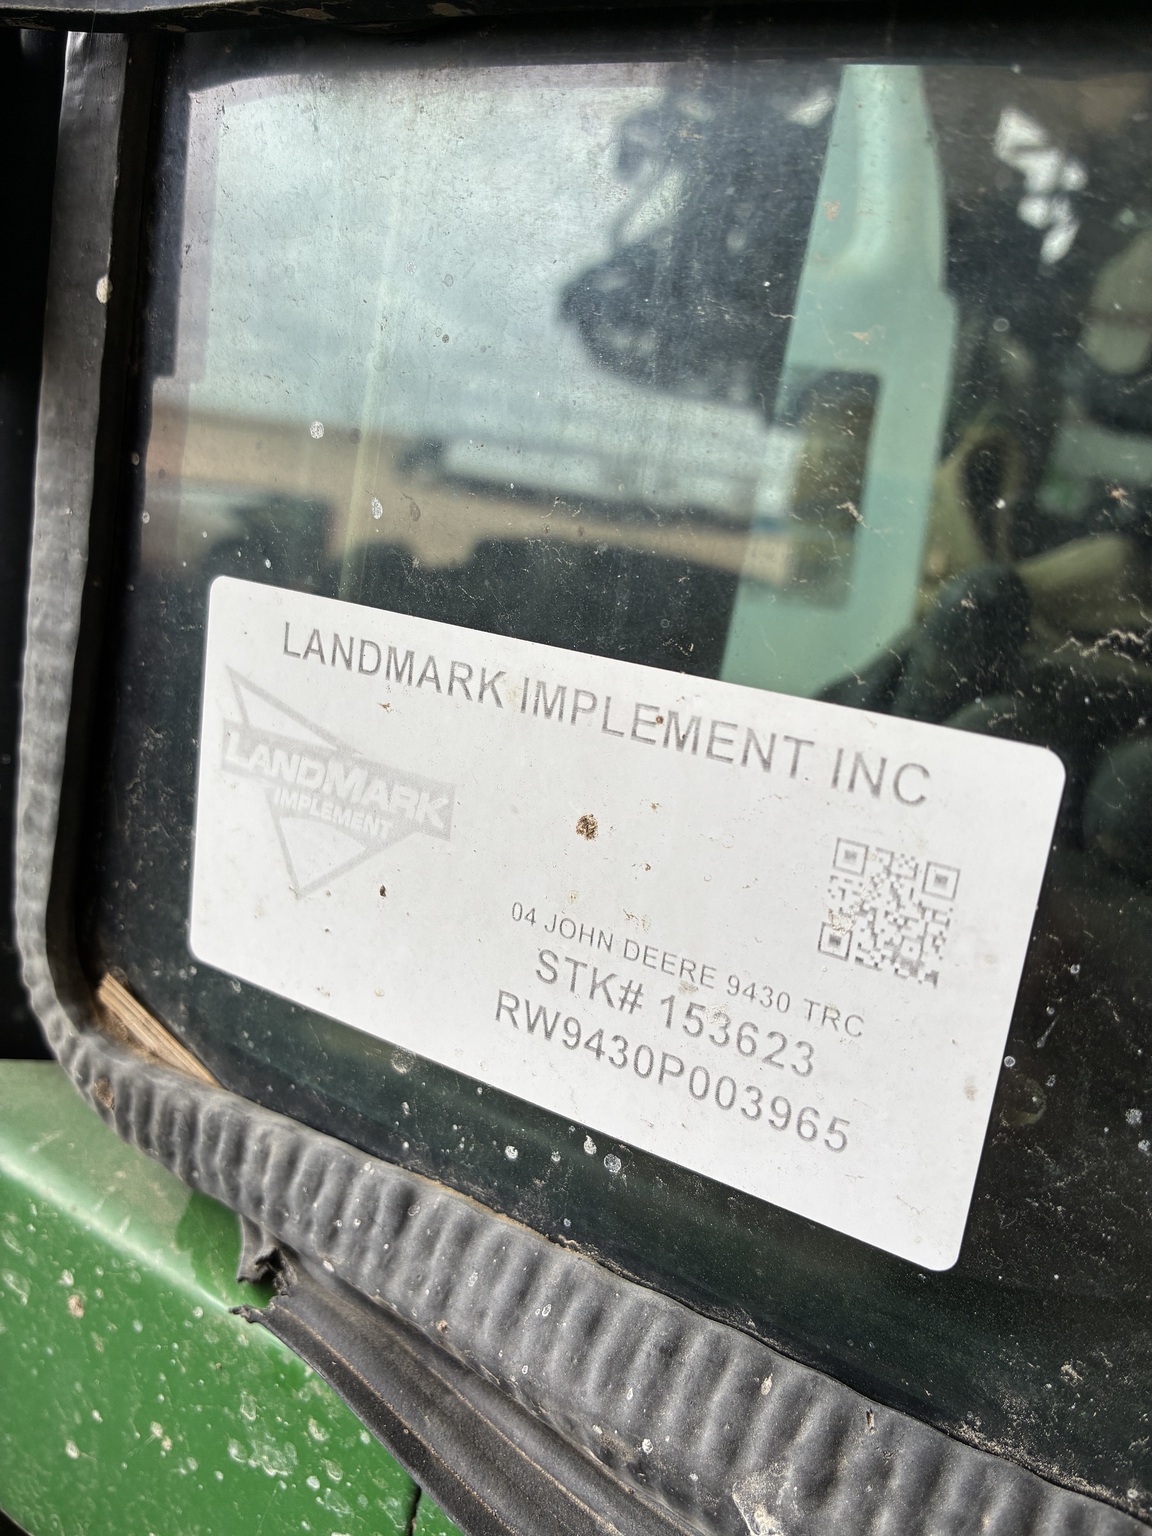 LANDMARK IMPLEMENT INC
LANDMARK
IMPLEMENT
04 JOHN DEERE 9430 TRC
STK# 153623
RW9430P003965